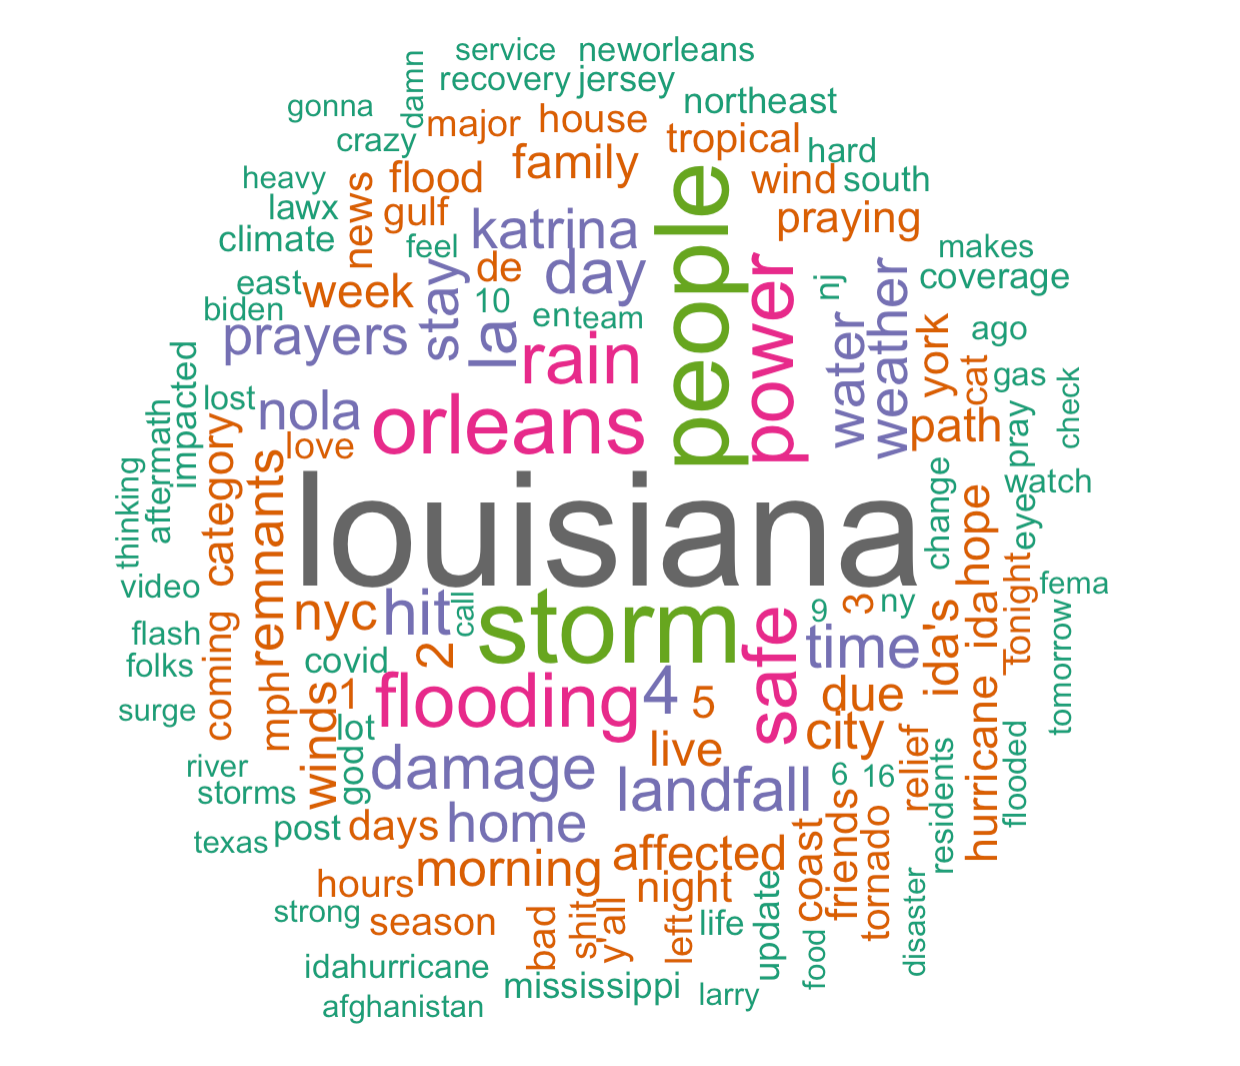 service neworleans
recovery jersey
damn
gonna
northeast
major house
crazy
tropical hard
family
heavy
flood
wind south
lawx
news
gulf
katrina
people
praying
climate
feel
makes
east
week
de
day
power
nj
coverage
biden
stay
10
en team
water
weather
prayers
la
rain
york
ago
impacted
lost
nola
orleans
cat
gas
check
love
path
pray
aftermath
category
thinking
remnants
louisiana
change
watch
hope
eye
video
nyc hit
call
storm
safe
9
3
ny
fema
flash
coming
time
ida's
ida
Tonight
tomorrow
folks
covid
2
mph
winds
1
flooding
4
5
due
surge
lot
live
city
hurricane
river
god
damage
landfall
6
16
relief
residents
flooded
storms
texas
post days home
affected
coast
friends
tornado
morning
hours
night
update
disaster
strong
season
bad
shit
y'all
left
life
food
idahurricane
mississippi larry
afghanistan